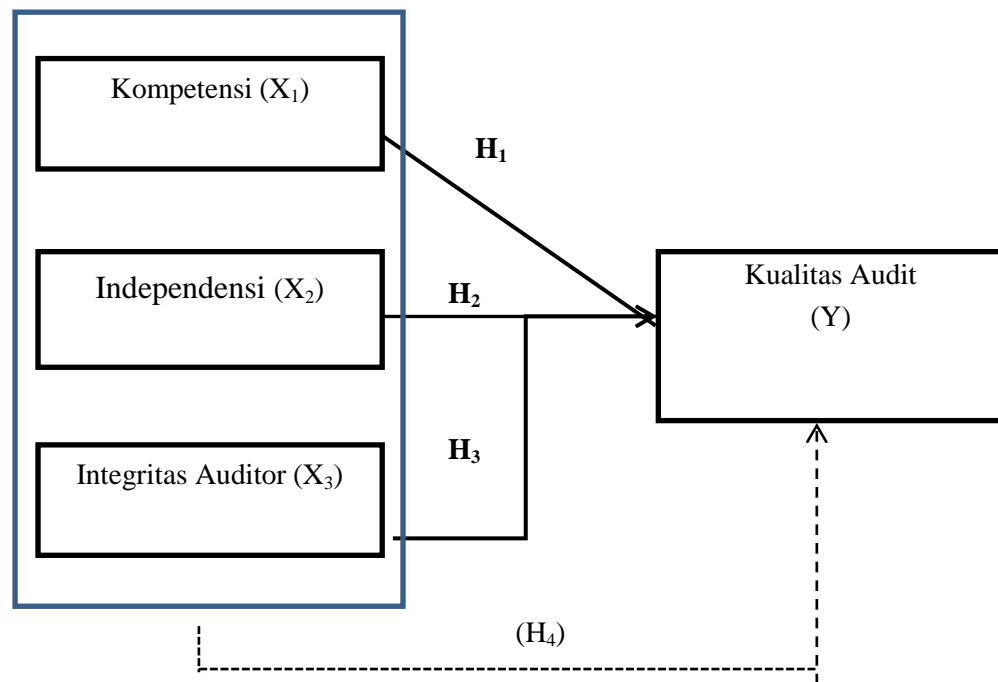 Kompetensi (X₁)
H₁
Independensi (X₂)
H₂
Kualitas Audit
(Y)
Integritas Auditor (X₃)
H₃
(H₄)